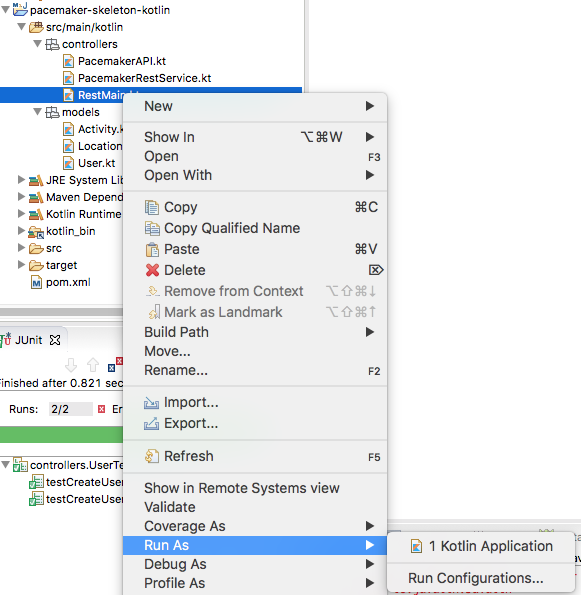 pacemaker-skeleton-kotlin
src/main/kotlin
controllers
PacemakerAPI.kt
PacemakerRestService.kt
RestMain.kt
models
Activity.k
Location
User.kt
JRE System Lib
Maven Depend
Kotlin Runtime
kotlin_bin
src
target
pom.xml
JUnit
Finished after 0.821 sec
Runs: 2/2 Er
controllers.UserTe
testCreateUser
testCreateUser
New
Show In ⌥⌘W
Open F3
Open With
Copy ⌘C
Copy Qualified Name
Paste ⌘V
Delete ⌦
Remove from Context ⌥⇧⌘↓
Mark as Landmark ⌥⇧⌘↑
Build Path
Move...
Rename... F2
Import...
Export...
Refresh F5
Show in Remote Systems view
Validate
Coverage As
Run As
Debug As
Profile As
1 Kotlin Application
Run Configurations...